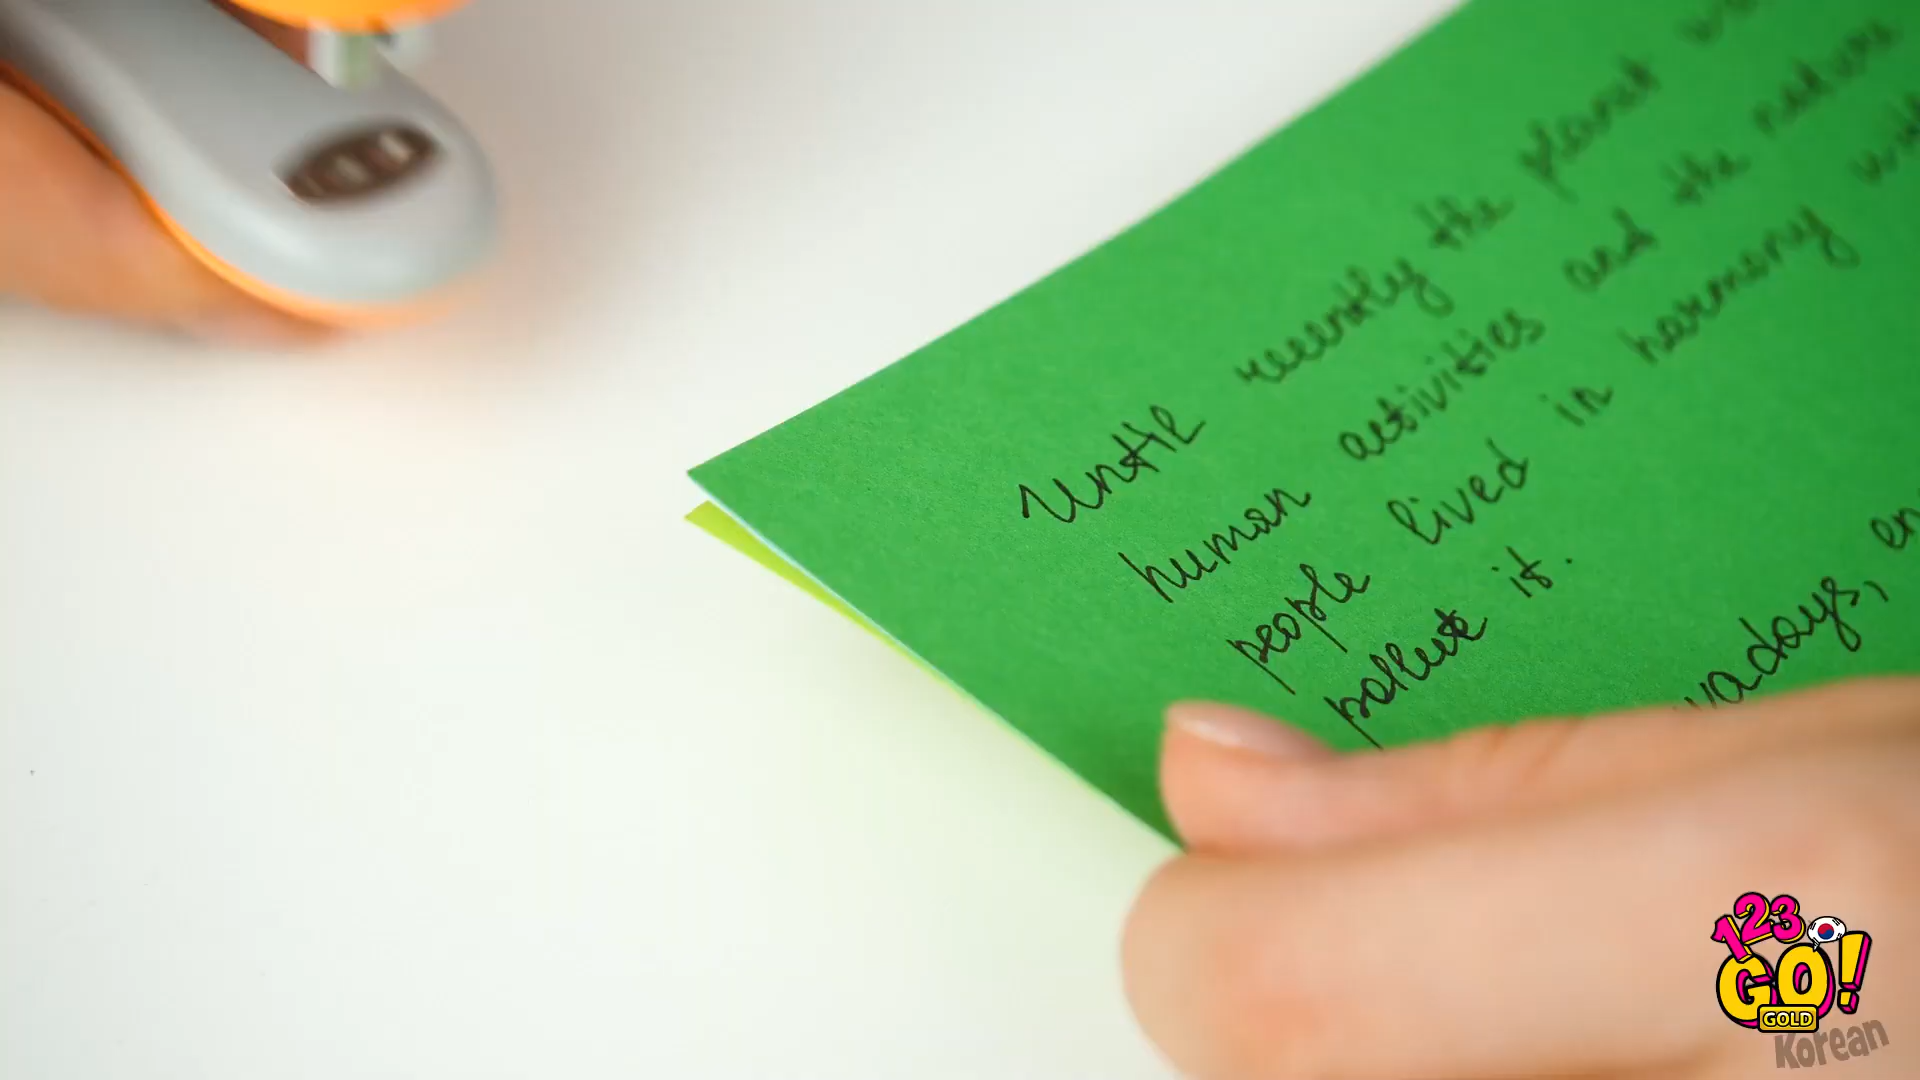 Until recently the planet
human activities and the nature
people lived in harmony
pollute it.
123
GO!
GOLD
Korean